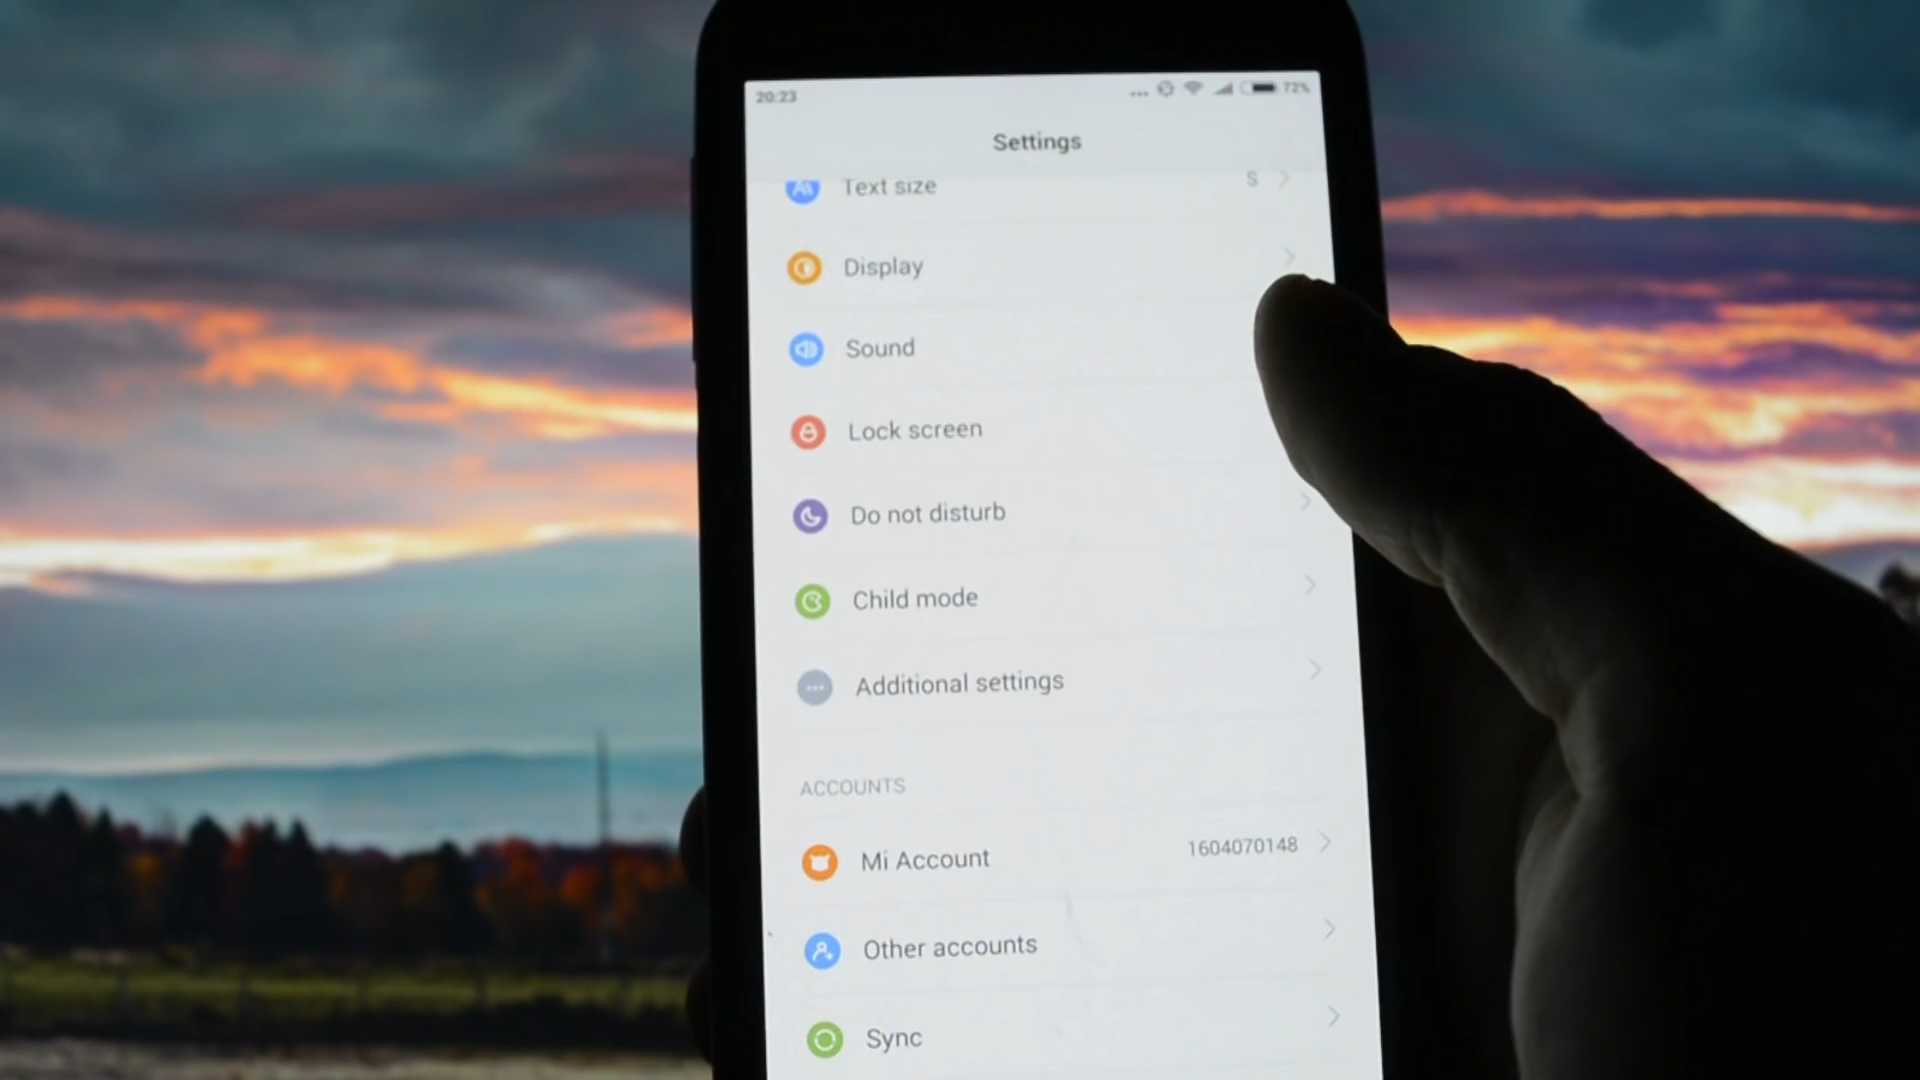 20:23 72%
Settings
Text size S
Display
Sound
Lock screen
Do not disturb
Child mode
Additional settings
ACCOUNTS
Mi Account 1604070148
Other accounts
Sync